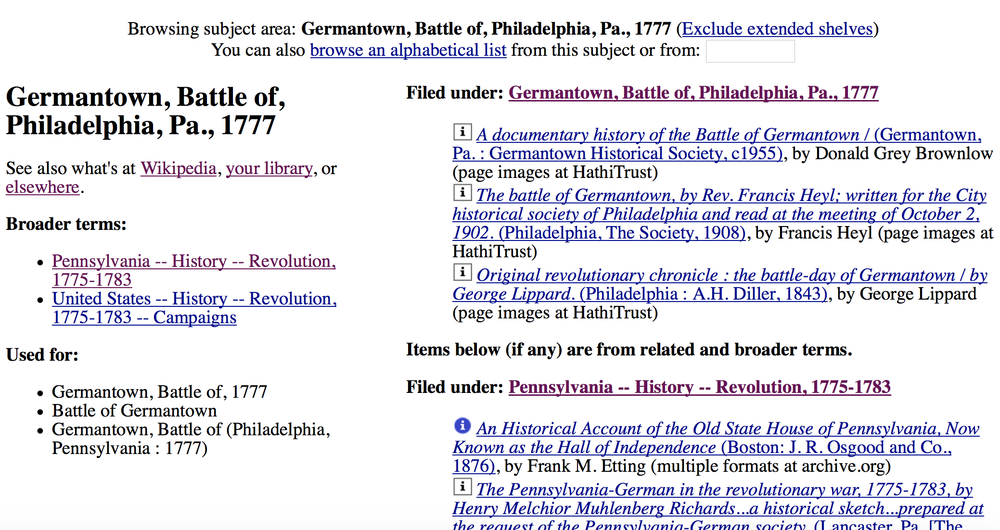 Browsing subject area: Germantown, Battle of, Philadelphia, Pa., 1777 (Exclude extended shelves)
You can also browse an alphabetical list from this subject or from:
Germantown, Battle of,
Philadelphia, Pa., 1777
See also what's at Wikipedia, your library, or
elsewhere.
Broader terms:
Pennsylvania -- History -- Revolution,
1775-1783
United States -- History -- Revolution,
1775-1783 -- Campaigns
Used for:
Germantown, Battle of, 1777
Battle of Germantown
Germantown, Battle of (Philadelphia,
Pennsylvania : 1777)
Filed under: Germantown, Battle of, Philadelphia, Pa., 1777
i A documentary history of the Battle of Germantown / (Germantown,
Pa. : Germantown Historical Society, c1955), by Donald Grey Brownlow
(page images at HathiTrust)
i The battle of Germantown, by Rev. Francis Heyl; written for the City
historical society of Philadelphia and read at the meeting of October 2,
1902. (Philadelphia, The Society, 1908), by Francis Heyl (page images at
HathiTrust)
i Original revolutionary chronicle : the battle-day of Germantown / by
George Lippard. (Philadelphia : A.H. Diller, 1843), by George Lippard
(page images at HathiTrust)
Items below (if any) are from related and broader terms.
Filed under: Pennsylvania -- History -- Revolution, 1775-1783
i An Historical Account of the Old State House of Pennsylvania, Now
Known as the Hall of Independence (Boston: J. R. Osgood and Co.,
1876), by Frank M. Etting (multiple formats at archive.org)
i The Pennsylvania-German in the revolutionary war, 1775-1783, by
Henry Melchior Muhlenberg Richards...a historical sketch...prepared at
the request of the Pennsylvania-German society. (Lancaster, Pa. [The